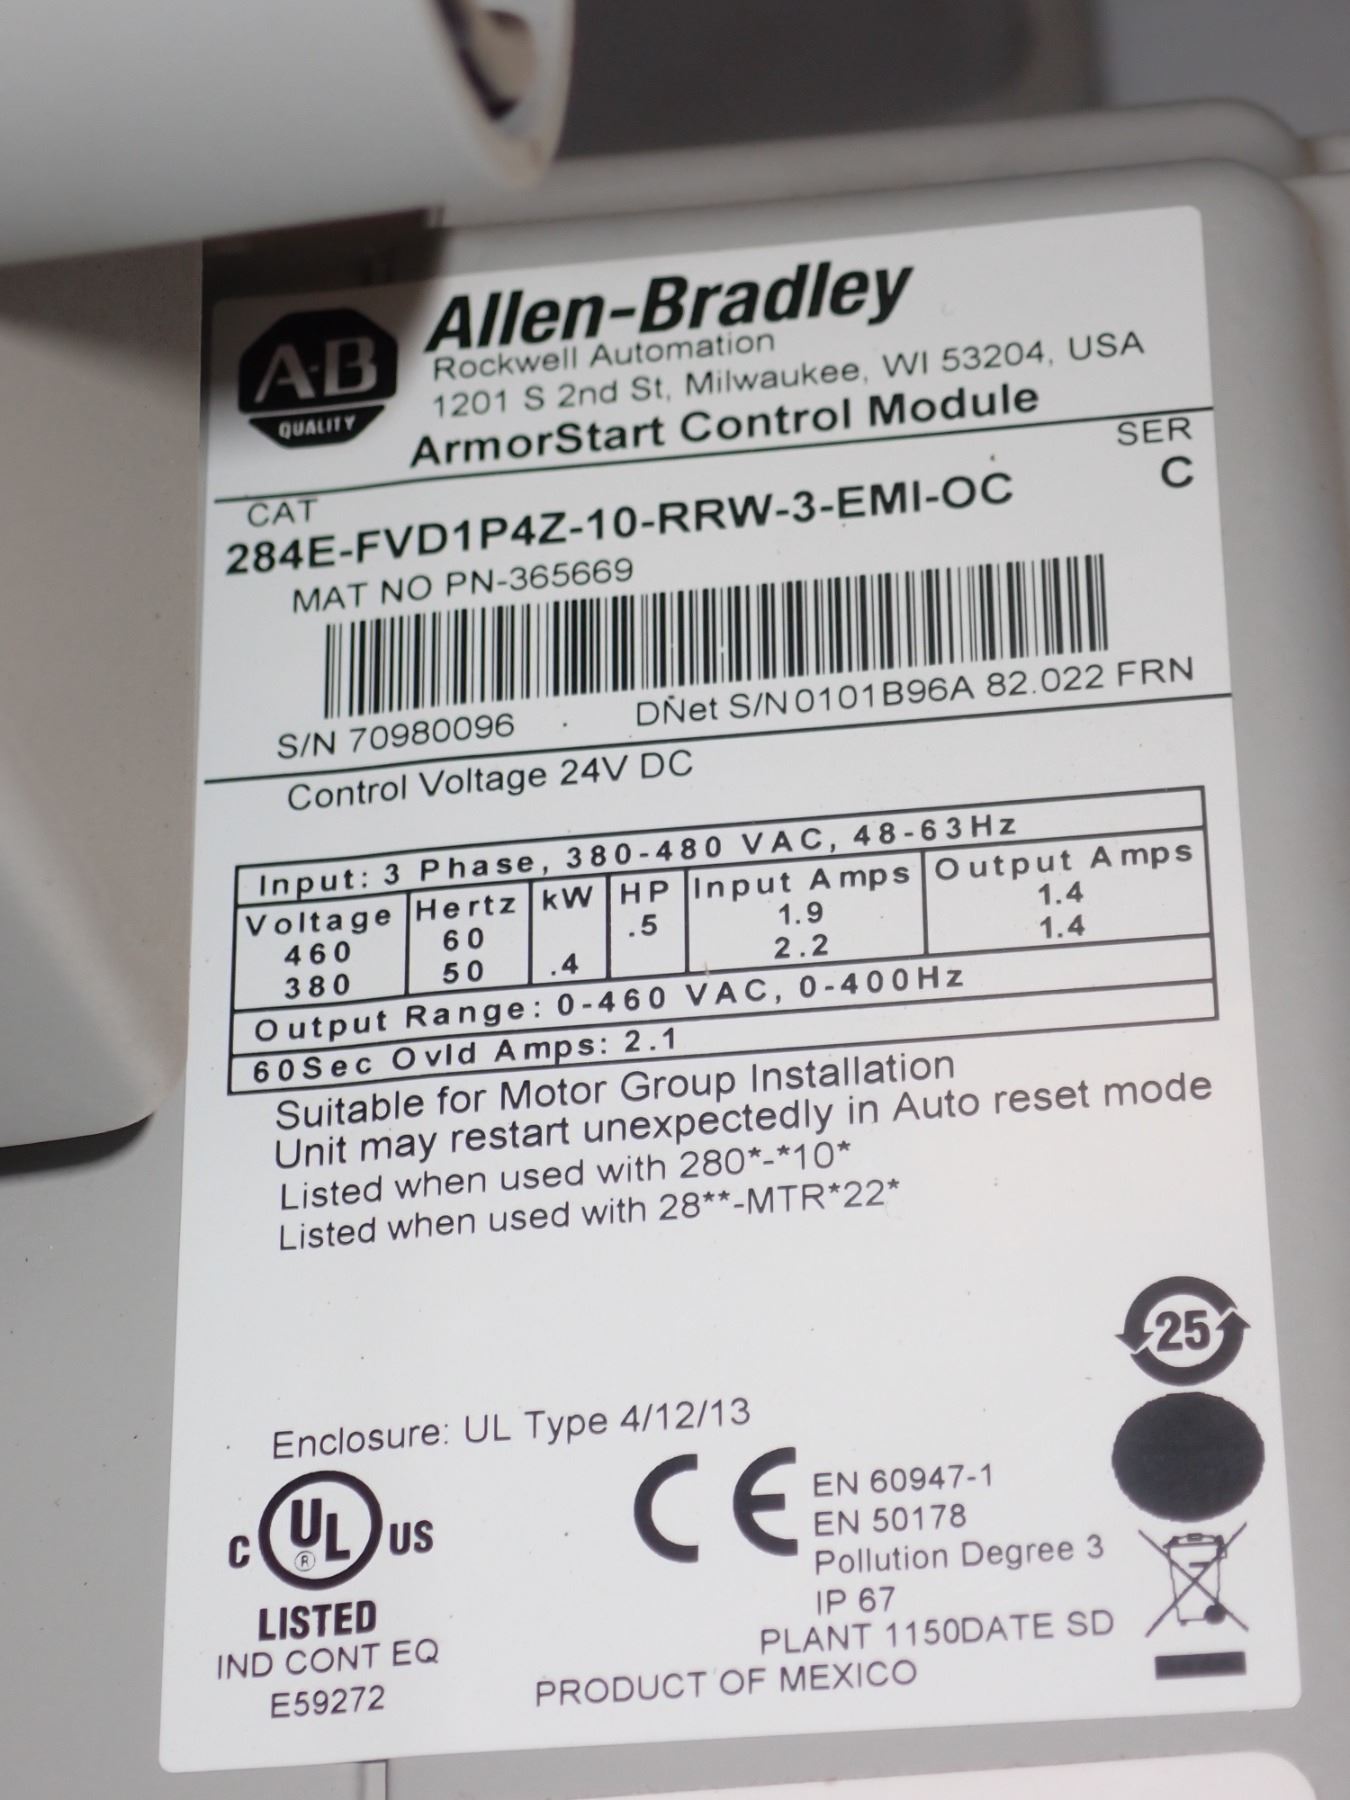 A-B
QUALITY
Allen-Bradley
Rockwell Automation
1201 S 2nd St, Milwaukee, WI 53204, USA
ArmorStart Control Module
CAT
SER
284E-FVD1P4Z-10-RRW-3-EMI-OC
C
MAT NO PN-365669
S/N 70980096
DNet S/N 0101B96A 82.022 FRN
Control Voltage 24V DC
Input: 3 Phase, 380-480 VAC, 48-63Hz
Voltage Hertz kW HP Input Amps Output Amps
460 60 .5 1.9 1.4
380 50 .4 2.2 1.4
Output Range: 0-460 VAC, 0-400Hz
60Sec Ovld Amps: 2.1
Suitable for Motor Group Installation
Unit may restart unexpectedly in Auto reset mode
Listed when used with 280*-*10*
Listed when used with 28**-MTR*22*
25
Enclosure: UL Type 4/12/13
C UL ® US
LISTED
IND CONT EQ
E59272
CE
EN 60947-1
EN 50178
Pollution Degree 3
IP 67
PLANT 1150DATE SD
PRODUCT OF MEXICO